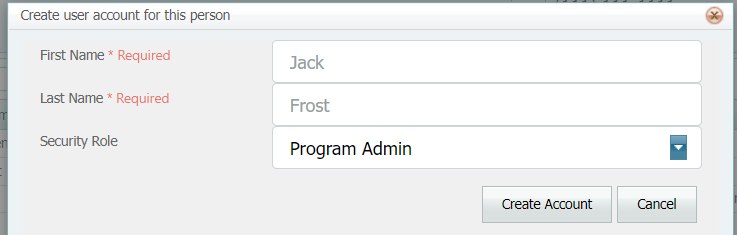 Create user account for this person
First Name * Required
Jack
Last Name * Required
Frost
Security Role
Program Admin
Create Account
Cancel